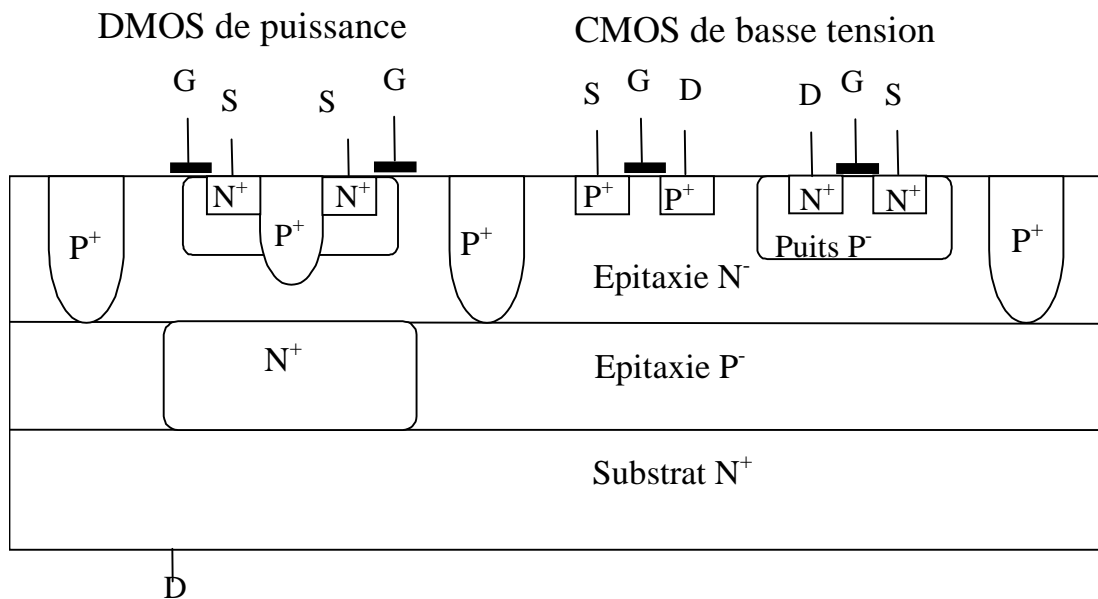 DMOS de puissance
CMOS de basse tension
G S S G
S G D D G S
N⁺ N⁺ P⁺ P⁺ N⁺ N⁺
P⁺ P⁺ P⁺ P⁺
Puits P⁻
Epitaxie N⁻
N⁺
Epitaxie P⁻
Substrat N⁺
D